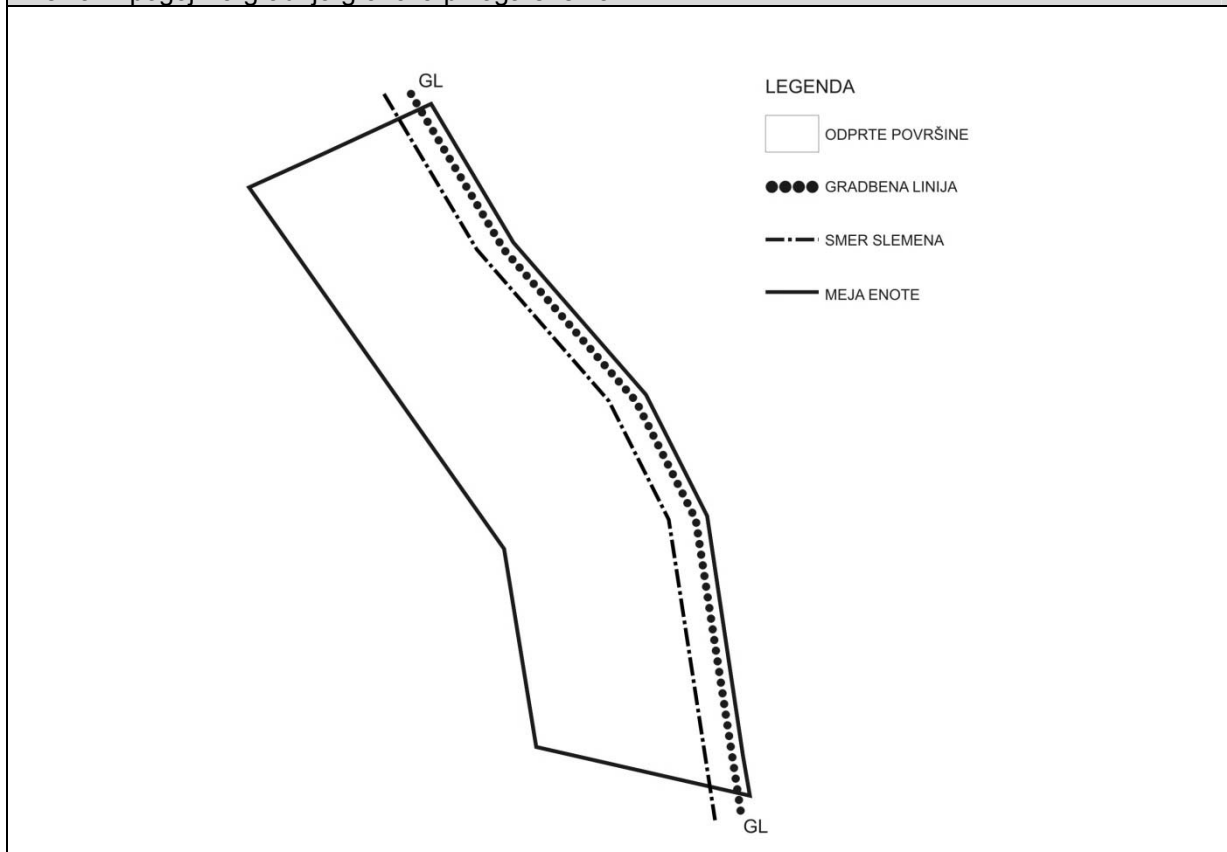 GL
LEGENDA
ODPRTE POVRŠINE
GRADBENA LINIJA
SMER SLEMENA
MEJA ENOTE
GL